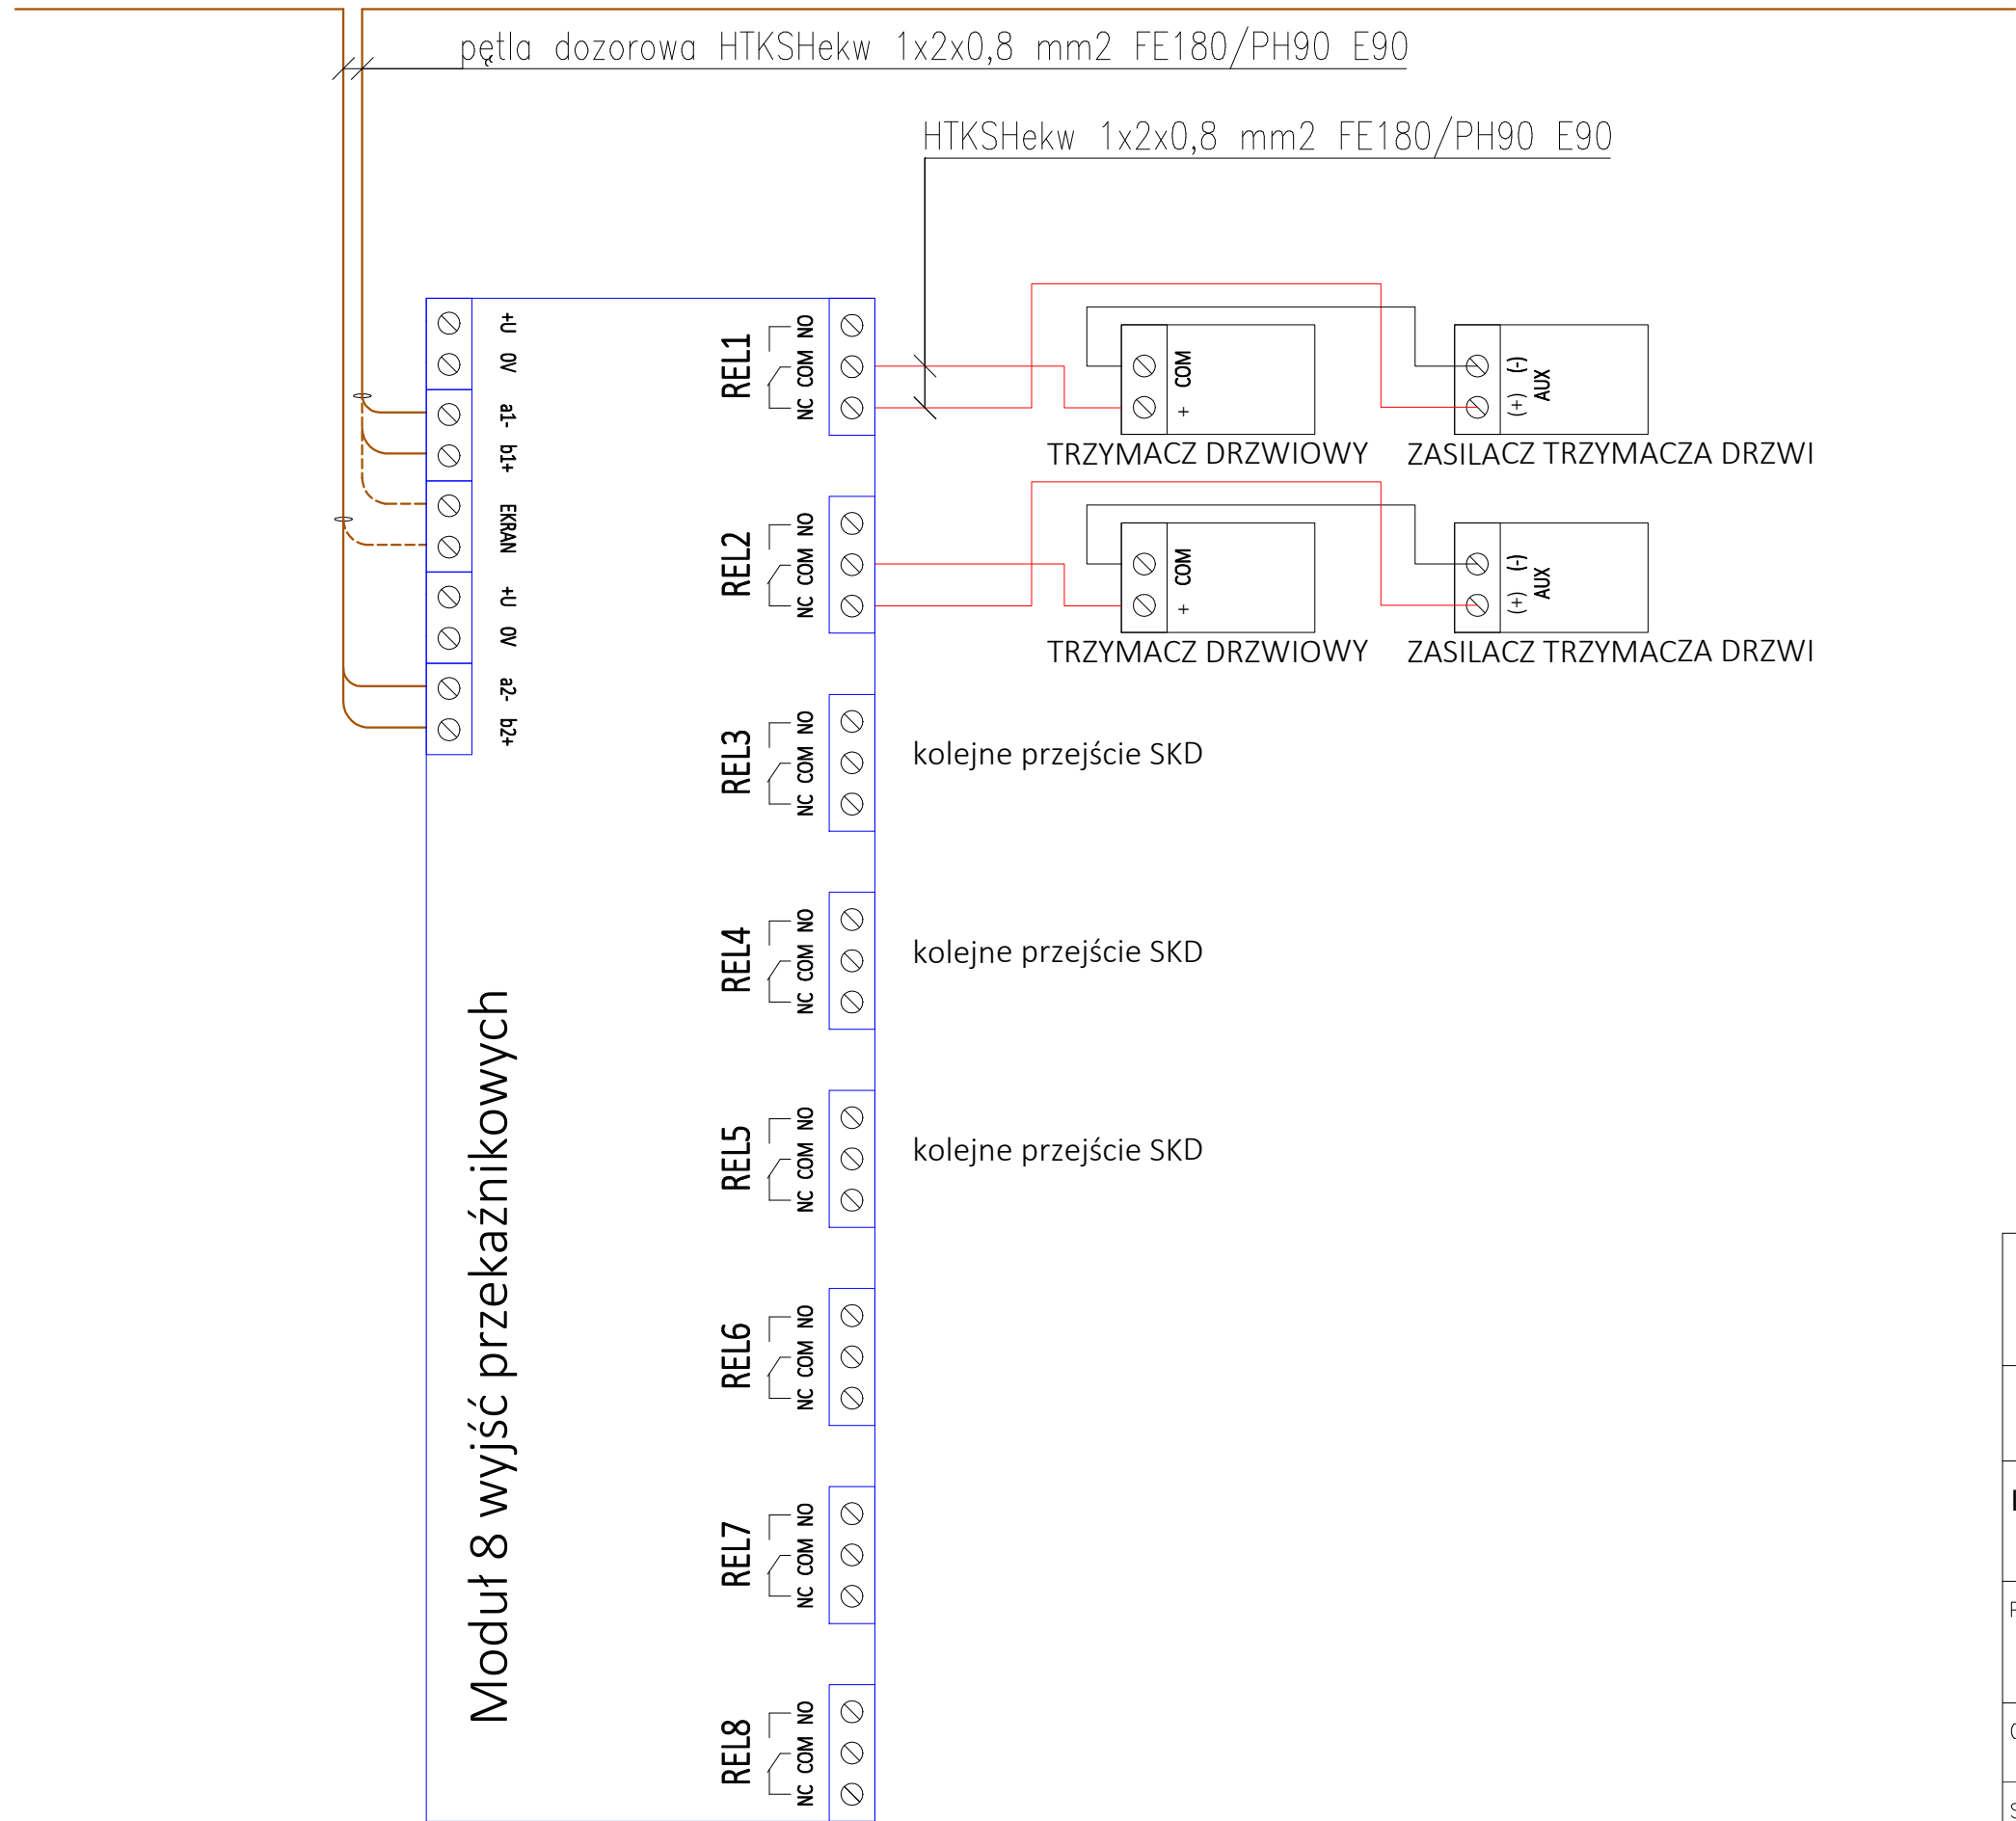 pętla dozorowa HTKSHekw 1x2x0,8 mm2 FE180/PH90 E90
HTKSHekw 1x2x0,8 mm2 FE180/PH90 E90
+U 0V
a1- b1+
EKRAN
+U 0V
a2- b2+
Moduł 8 wyjść przekaźnikowych
REL1
NC COM NO
+ COM
TRZYMACZ DRZWIOWY
(+) (-)
AUX
ZASILACZ TRZYMACZA DRZWI
REL2
NC COM NO
+ COM
TRZYMACZ DRZWIOWY
(+) (-)
AUX
ZASILACZ TRZYMACZA DRZWI
REL3
NC COM NO
kolejne przejście SKD
REL4
NC COM NO
kolejne przejście SKD
REL5
NC COM NO
kolejne przejście SKD
REL6
NC COM NO
REL7
NC COM NO
REL8
NC COM NO